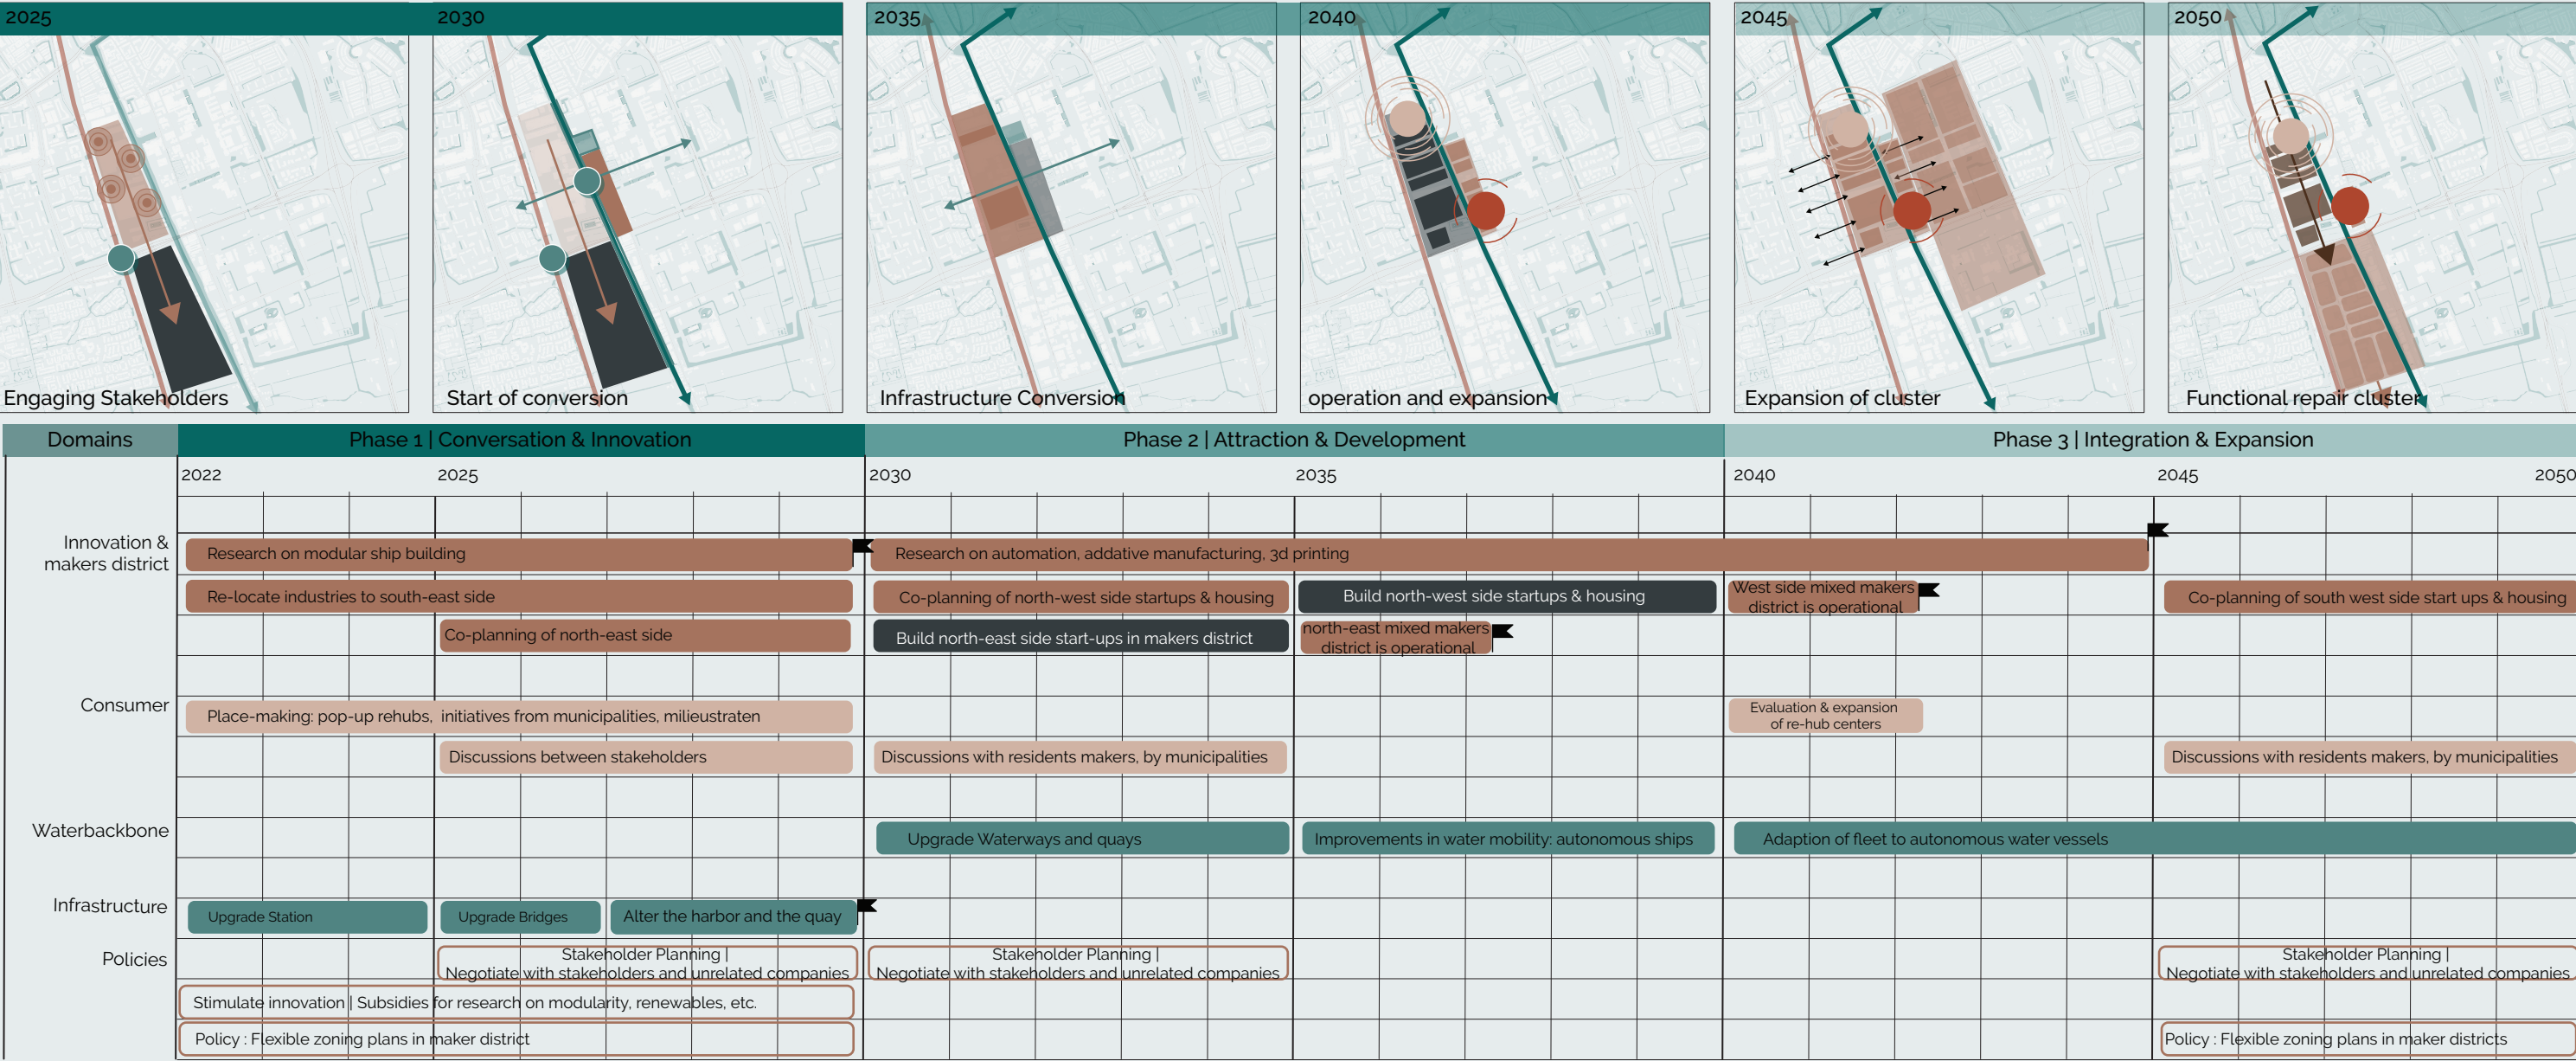 2025
2030
2035
2040
2045
2050
Engaging Stakeholders
Start of conversion
Infrastructure Conversion
operation and expansion
Expansion of cluster
Functional repair cluster
Domains
Phase 1 | Conversation & Innovation
Phase 2 | Attraction & Development
Phase 3 | Integration & Expansion
2022
2025
2030
2035
2040
2045
2050
Innovation &
makers district
Research on modular ship building
Research on automation, addative manufacturing, 3d printing
Re-locate industries to south-east side
Co-planning of north-west side startups & housing
Build north-west side startups & housing
West side mixed makers
district is operational
Co-planning of south west side start ups & housing
Co-planning of north-east side
Build north-east side start-ups in makers district
north-east mixed makers
district is operational
Consumer
Place-making: pop-up rehubs, initiatives from municipalities, milieustraten
Evaluation & expansion
of re-hub centers
Discussions between stakeholders
Discussions with residents makers, by municipalities
Discussions with residents makers, by municipalities
Waterbackbone
Upgrade Waterways and quays
Improvements in water mobility: autonomous ships
Adaption of fleet to autonomous water vessels
Infrastructure
Upgrade Station
Upgrade Bridges
Alter the harbor and the quay
Policies
Stakeholder Planning |
Negotiate with stakeholders and unrelated companies
Stakeholder Planning |
Negotiate with stakeholders and unrelated companies
Stakeholder Planning |
Negotiate with stakeholders and unrelated companies
Stimulate innovation | Subsidies for research on modularity, renewables, etc.
Policy : Flexible zoning plans in maker district
Policy : Flexible zoning plans in maker districts